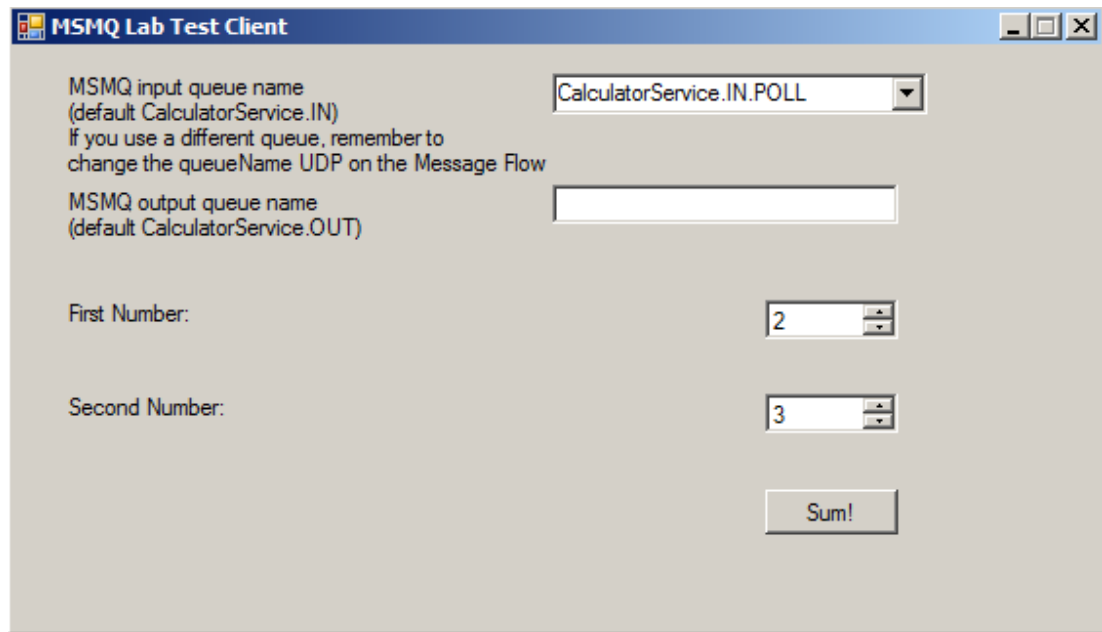 MSMQ Lab Test Client
MSMQ input queue name
(default CalculatorService.IN)
If you use a different queue, remember to
change the queueName UDP on the Message Flow
CalculatorService.IN.POLL
MSMQ output queue name
(default CalculatorService.OUT)
First Number:
2
Second Number:
3
Sum!